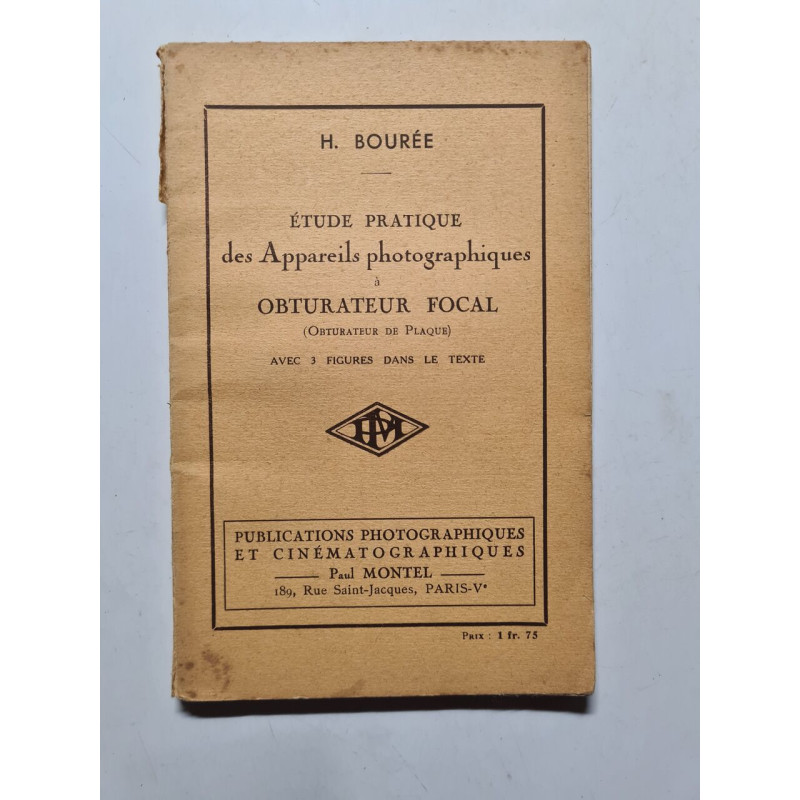 H. BOURÉE
ÉTUDE PRATIQUE
des Appareils photographiques
à
OBTURATEUR FOCAL
(OBTURATEUR DE PLAQUE)
AVEC 3 FIGURES DANS LE TEXTE
PUBLICATIONS PHOTOGRAPHIQUES
ET CINÉMATOGRAPHIQUES
Paul MONTEL
189, Rue Saint-Jacques, PARIS-Vᵉ
PRIX : 1 fr. 75